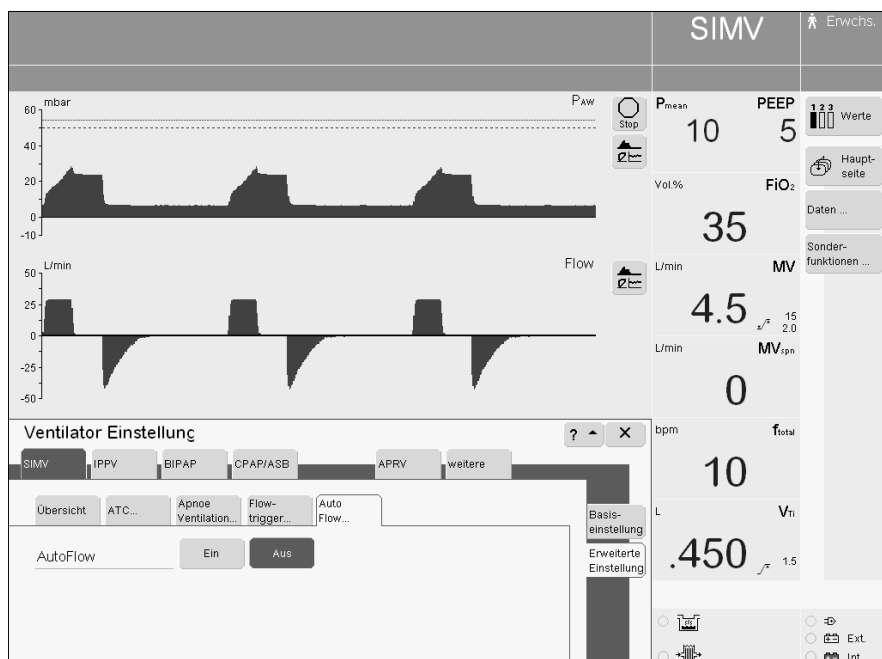 SIMV
Erwchs.
mbar
PAW
60
40
20
0
-10
Stop
L/min
Flow
50
25
0
-25
-50
Pmean
PEEP
10
5
Vol.%
FiO2
35
L/min
MV
4.5
15
2.0
L/min
MVspn
0
bpm
ftotal
10
L
VTi
.450
1.5
1 2 3
Werte
Haupt-
seite
Daten ...
Sonder-
funktionen ...
Ventilator Einstellung
?
SIMV
IPPV
BIPAP
CPAP/ASB
APRV
weitere
Übersicht
ATC...
Apnoe
Ventilation...
Flow-
trigger...
Auto
Flow...
AutoFlow
Ein
Aus
Basis-
einstellung
Erweiterte
Einstellung
Ext.
Int.